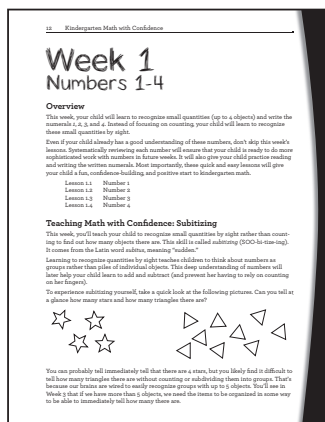 12 Kindergarten Math with Confidence
Week 1
Numbers 1-4
Overview
This week, your child will learn to recognize small quantities (up to 4 objects) and write the
numerals 1, 2, 3, and 4. Instead of focusing on counting, your child will learn to recognize
these small quantities by sight.
Even if your child already has a good understanding of these numbers, don't skip this week's
lessons. Systematically reviewing each number will ensure that your child is ready to do more
sophisticated work with numbers in future weeks. It will also give your child practice reading
and writing the written numerals. Most importantly, these quick and easy lessons will give
your child a fun, confidence-building, and positive start to kindergarten math.
Lesson 1.1 Number 1
Lesson 1.2 Number 2
Lesson 1.3 Number 3
Lesson 1.4 Number 4
Teaching Math with Confidence: Subitizing
This week, you'll teach your child to recognize small quantities by sight rather than count-
ing to find out how many objects there are. This skill is called subitizing (SOO-bi-tize-ing).
It comes from the Latin word subitus, meaning "sudden."
Learning to recognize quantities by sight teaches children to think about numbers as
groups rather than piles of individual objects. This deep understanding of numbers will
later help your child learn to add and subtract (and prevent her having to rely on counting
on her fingers).
To experience subitizing yourself, take a quick look at the following pictures. Can you tell at
a glance how many stars and how many triangles there are?
You can probably tell immediately tell that there are 4 stars, but you likely find it difficult to
tell how many triangles there are without counting or subdividing them into groups. That's
because our brains are wired to easily recognize groups with up to 5 objects. You'll see in
Week 3 that if we have more than 5 objects, we need the items to be organized in some way
to be able to immediately tell how many there are.